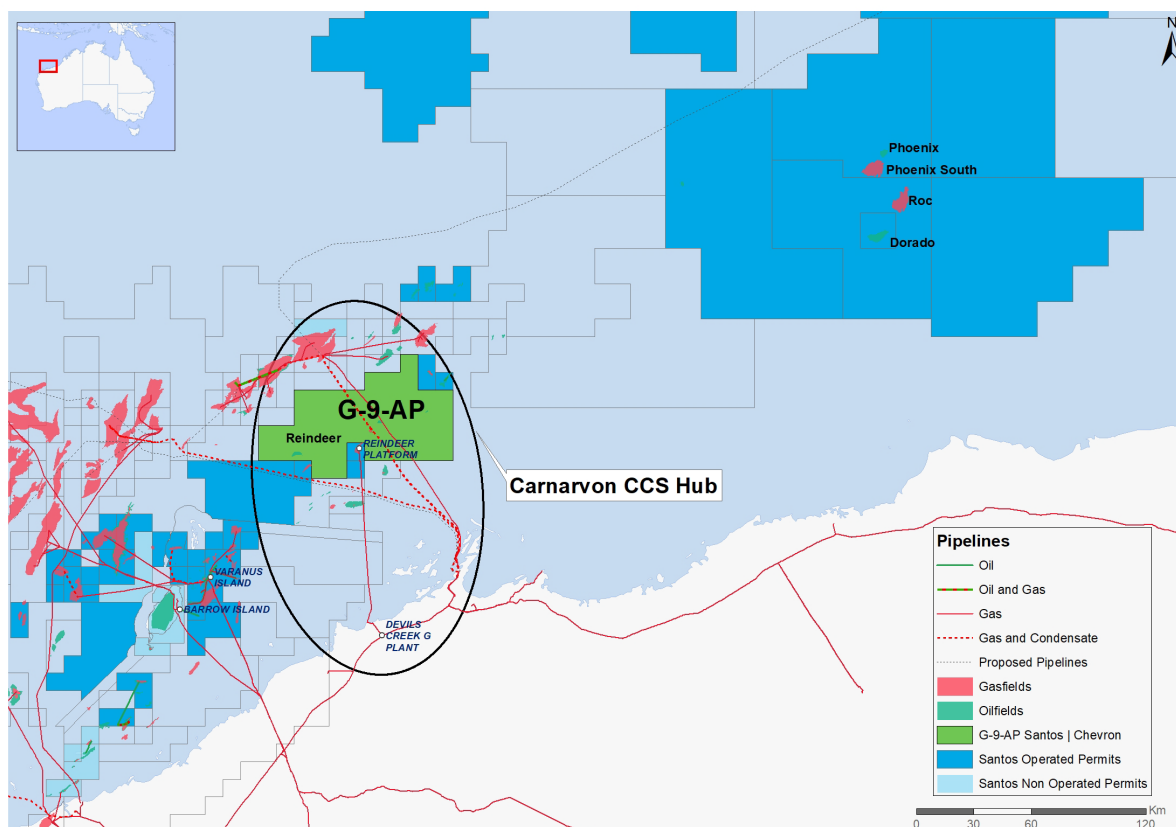 N
Phoenix
Phoenix South
Roc
Dorado
G-9-AP
Reindeer
REINDEER
PLATFORM
Carnarvon CCS Hub
VARANUS
ISLAND
BARROW ISLAND
DEVILS
CREEK G
PLANT
Pipelines
Oil
Oil and Gas
Gas
Gas and Condensate
Proposed Pipelines
Gasfields
Oilfields
G-9-AP Santos | Chevron
Santos Operated Permits
Santos Non Operated Permits
Km
0 30 60 120